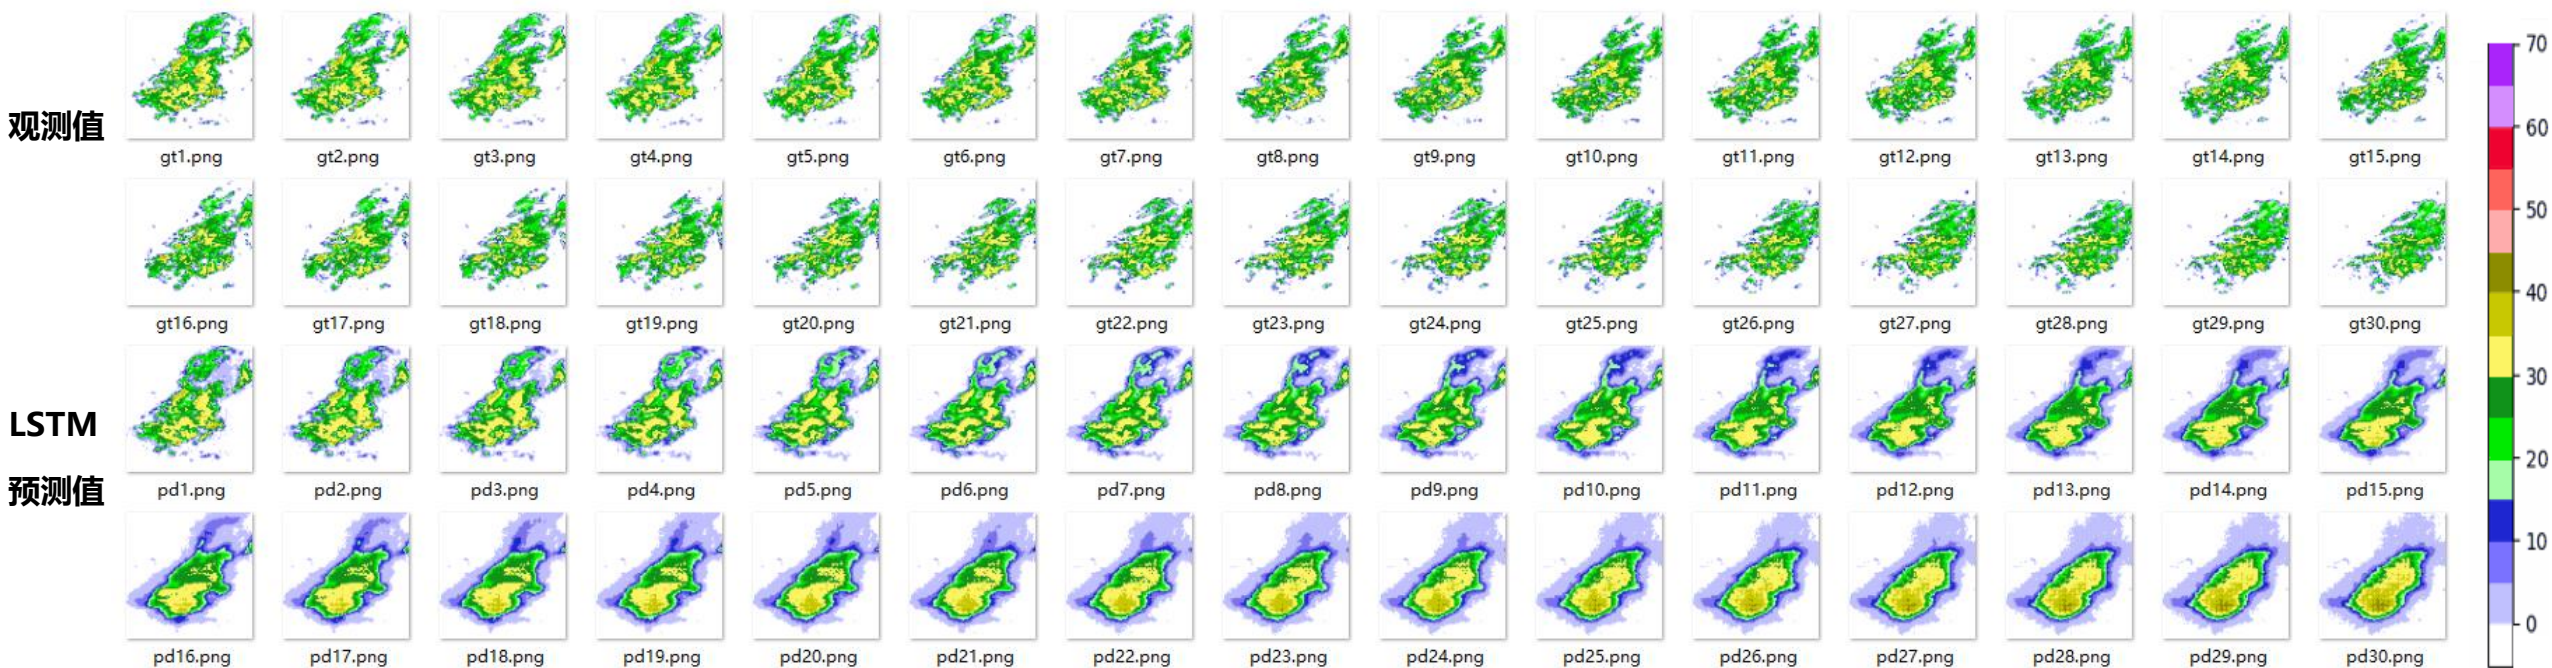 观测值
gt1.png gt2.png gt3.png gt4.png gt5.png gt6.png gt7.png gt8.png gt9.png gt10.png gt11.png gt12.png gt13.png gt14.png gt15.png
gt16.png gt17.png gt18.png gt19.png gt20.png gt21.png gt22.png gt23.png gt24.png gt25.png gt26.png gt27.png gt28.png gt29.png gt30.png
LSTM
预测值
pd1.png pd2.png pd3.png pd4.png pd5.png pd6.png pd7.png pd8.png pd9.png pd10.png pd11.png pd12.png pd13.png pd14.png pd15.png
pd16.png pd17.png pd18.png pd19.png pd20.png pd21.png pd22.png pd23.png pd24.png pd25.png pd26.png pd27.png pd28.png pd29.png pd30.png
70
60
50
40
30
20
10
0